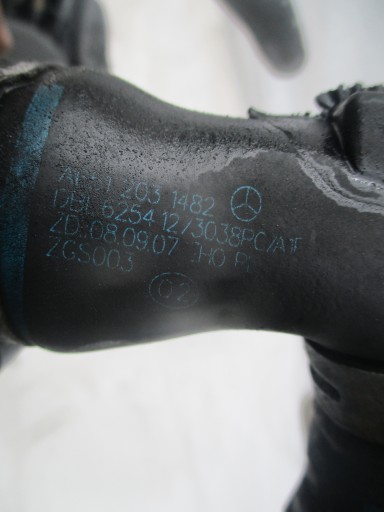 203 1482
DBL 6254.12/3038PC/A1F
ZD:08.09.07
ZGS003
02